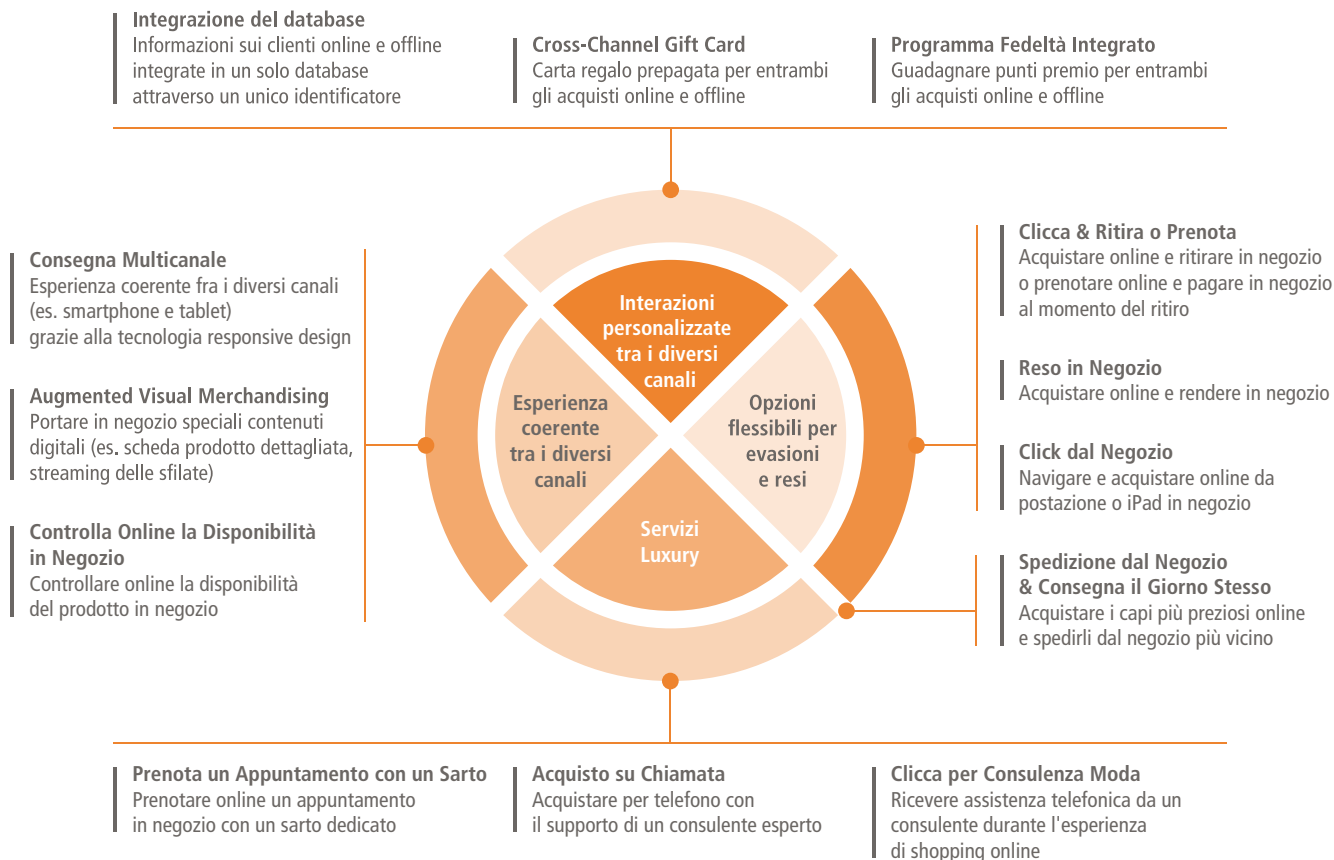 Integrazione del database
Informazioni sui clienti online e offline
integrate in un solo database
attraverso un unico identificatore
Cross-Channel Gift Card
Carta regalo prepagata per entrambi
gli acquisti online e offline
Programma Fedeltà Integrato
Guadagnare punti premio per entrambi
gli acquisti online e offline
Consegna Multicanale
Esperienza coerente fra i diversi canali
(es. smartphone e tablet)
grazie alla tecnologia responsive design
Augmented Visual Merchandising
Portare in negozio speciali contenuti
digitali (es. scheda prodotto dettagliata,
streaming delle sfilate)
Controlla Online la Disponibilità
in Negozio
Controllare online la disponibilità
del prodotto in negozio
Interazioni
personalizzate
tra i diversi
canali
Esperienza
coerente
tra i diversi
canali
Opzioni
flessibili per
evasioni
e resi
Servizi
Luxury
Clicca & Ritira o Prenota
Acquistare online e ritirare in negozio
o prenotare online e pagare in negozio
al momento del ritiro
Reso in Negozio
Acquistare online e rendere in negozio
Click dal Negozio
Navigare e acquistare online da
postazione o iPad in negozio
Spedizione dal Negozio
& Consegna il Giorno Stesso
Acquistare i capi più preziosi online
e spedirli dal negozio più vicino
Prenota un Appuntamento con un Sarto
Prenotare online un appuntamento
in negozio con un sarto dedicato
Acquisto su Chiamata
Acquistare per telefono con
il supporto di un consulente esperto
Clicca per Consulenza Moda
Ricevere assistenza telefonica da un
consulente durante l'esperienza
di shopping online